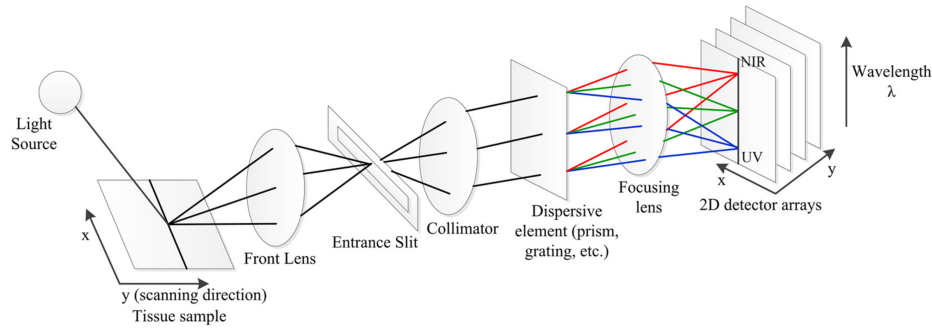 Light
Source
x
y (scanning direction)
Tissue sample
Front Lens
Entrance Slit
Collimator
Dispersive
element (prism,
grating, etc.)
Focusing
lens
NIR
UV
x
y
2D detector arrays
Wavelength
λ